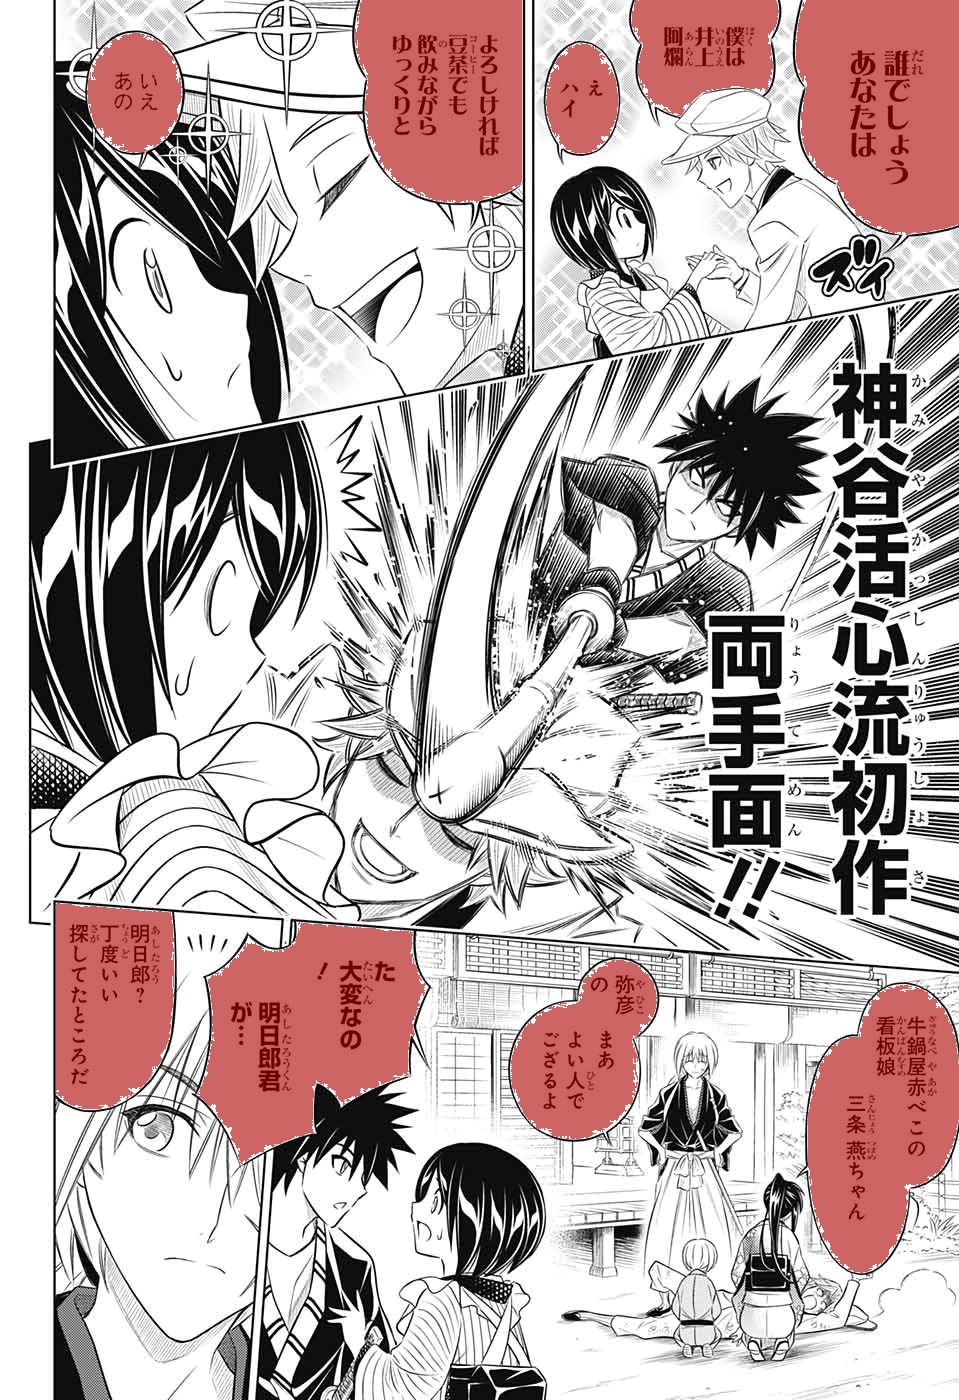 誰でしょう
あなたは
僕は
井上
阿爛
え
ハイ
ズイ
よろしければ
豆茶でも
飲みながら
ゆっくりと
いえ
あの
神谷活心流初作
両手面!!
牛鍋屋赤べこの
看板娘
三条 燕ちゃん
弥彦
の
まあ
よい人で
ござるよ
た
大変なの
!
明日郎君
が…
明日郎?
丁度いい
探してたところだ